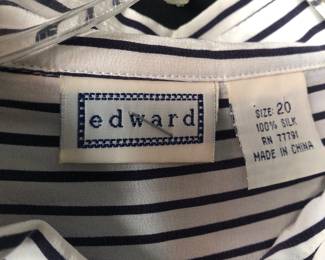 edward
SIZE: 20
100% SILK
RN 77791
MADE IN CHINA